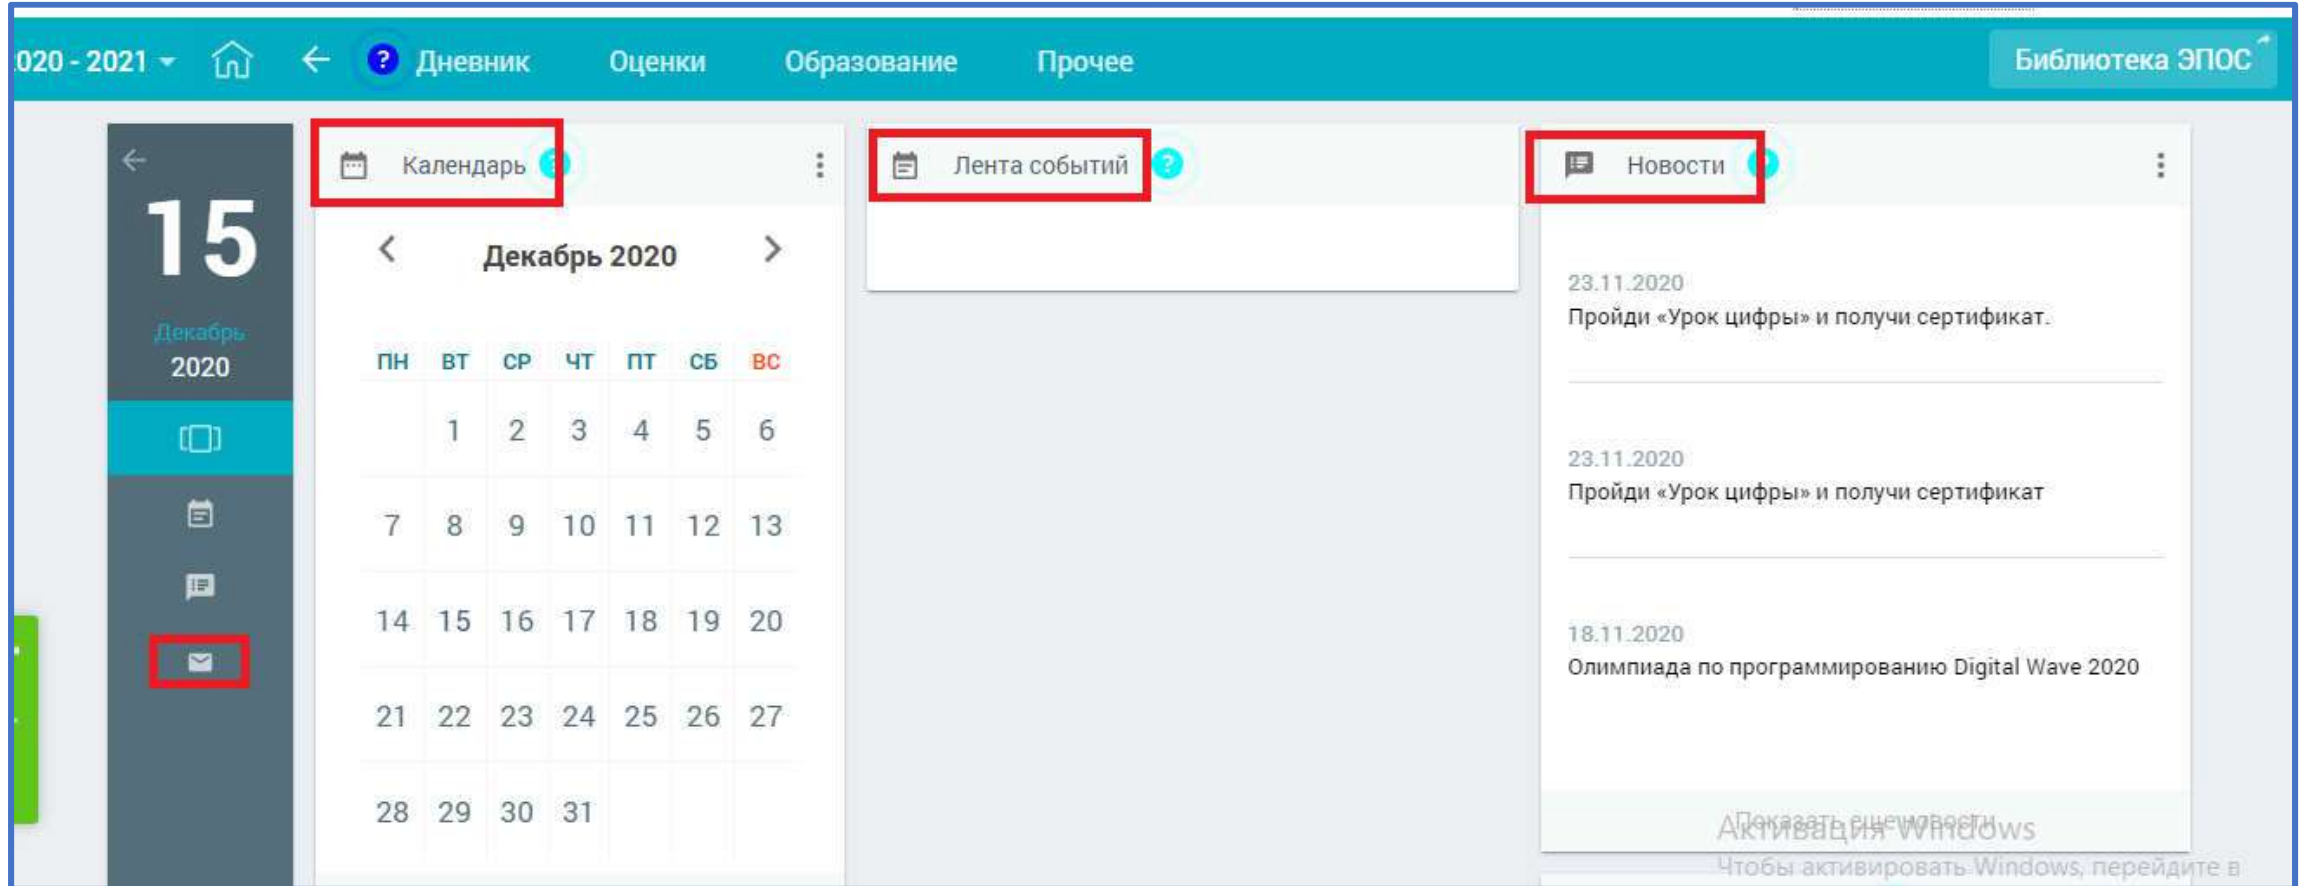 020 - 2021
? Дневник Оценки Образование Прочее Библиотека ЭПОС
15
Декабрь
2020
Календарь ?
Декабрь 2020
ПН ВТ СР ЧТ ПТ СБ ВС
1 2 3 4 5 6
7 8 9 10 11 12 13
14 15 16 17 18 19 20
21 22 23 24 25 26 27
28 29 30 31
Лента событий ?
Новости
23.11.2020
Пройди «Урок цифры» и получи сертификат.
23.11.2020
Пройди «Урок цифры» и получи сертификат
18.11.2020
Олимпиада по программированию Digital Wave 2020
Показать еще новости
Активация Windows
Чтобы активировать Windows, перейдите в